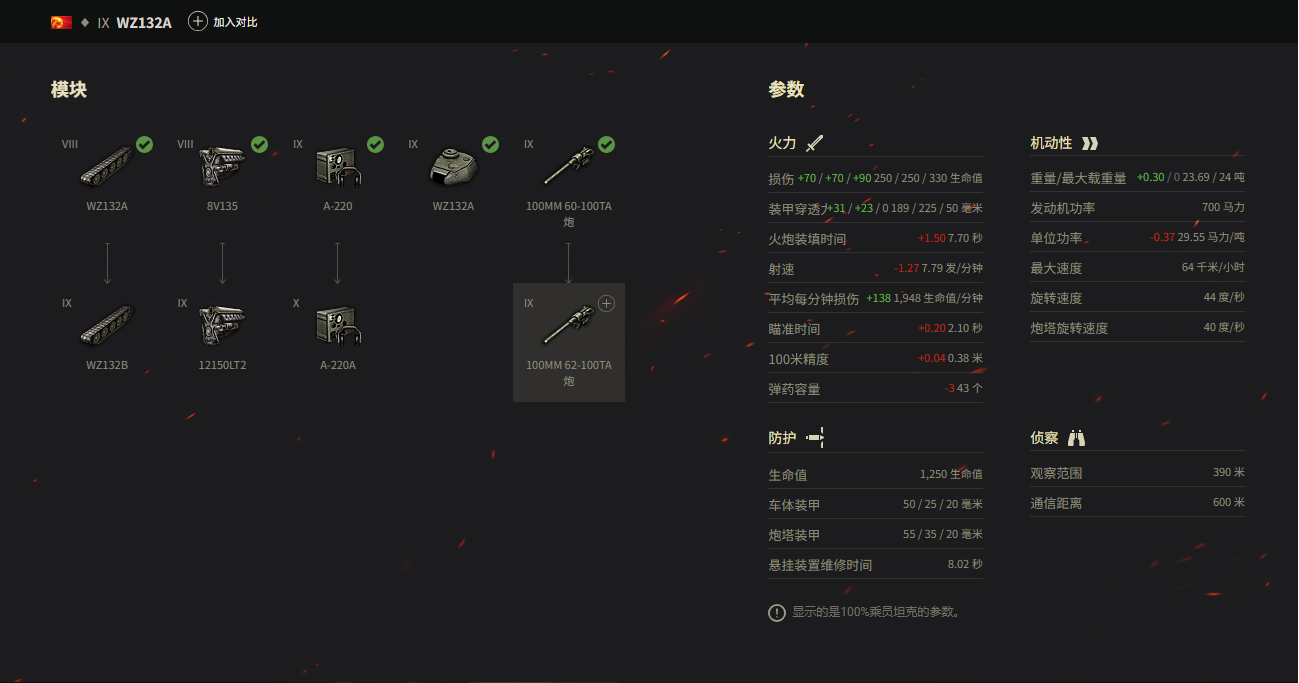 IX WZ132A 加入对比
模块
VIII
WZ132A
VIII
8V135
IX
A-220
IX
WZ132A
IX
100MM 60-100TA
炮
IX
WZ132B
IX
12150LT2
X
A-220A
IX
100MM 62-100TA
炮
参数
火力
损伤 +70 / +70 / +90 250 / 250 / 330 生命值
装甲穿透力 +31 / +23 / 0 189 / 225 / 50 毫米
火炮装填时间 +1.50 7.70 秒
射速 -1.27 7.79 发/分钟
平均每分钟损伤 +138 1,948 生命值/分钟
瞄准时间 +0.20 2.10 秒
100米精度 +0.04 0.38 米
弹药容量 -3 43 个
机动性
重量/最大载重量 +0.30 / 0 23.69 / 24 吨
发动机功率 700 马力
单位功率 -0.37 29.55 马力/吨
最大速度 64 千米/小时
旋转速度 44 度/秒
炮塔旋转速度 40 度/秒
防护
生命值 1,250 生命值
车体装甲 50 / 25 / 20 毫米
炮塔装甲 55 / 35 / 20 毫米
悬挂装置维修时间 8.02 秒
侦察
观察范围 390 米
通信距离 600 米
显示的是100%乘员坦克的参数。